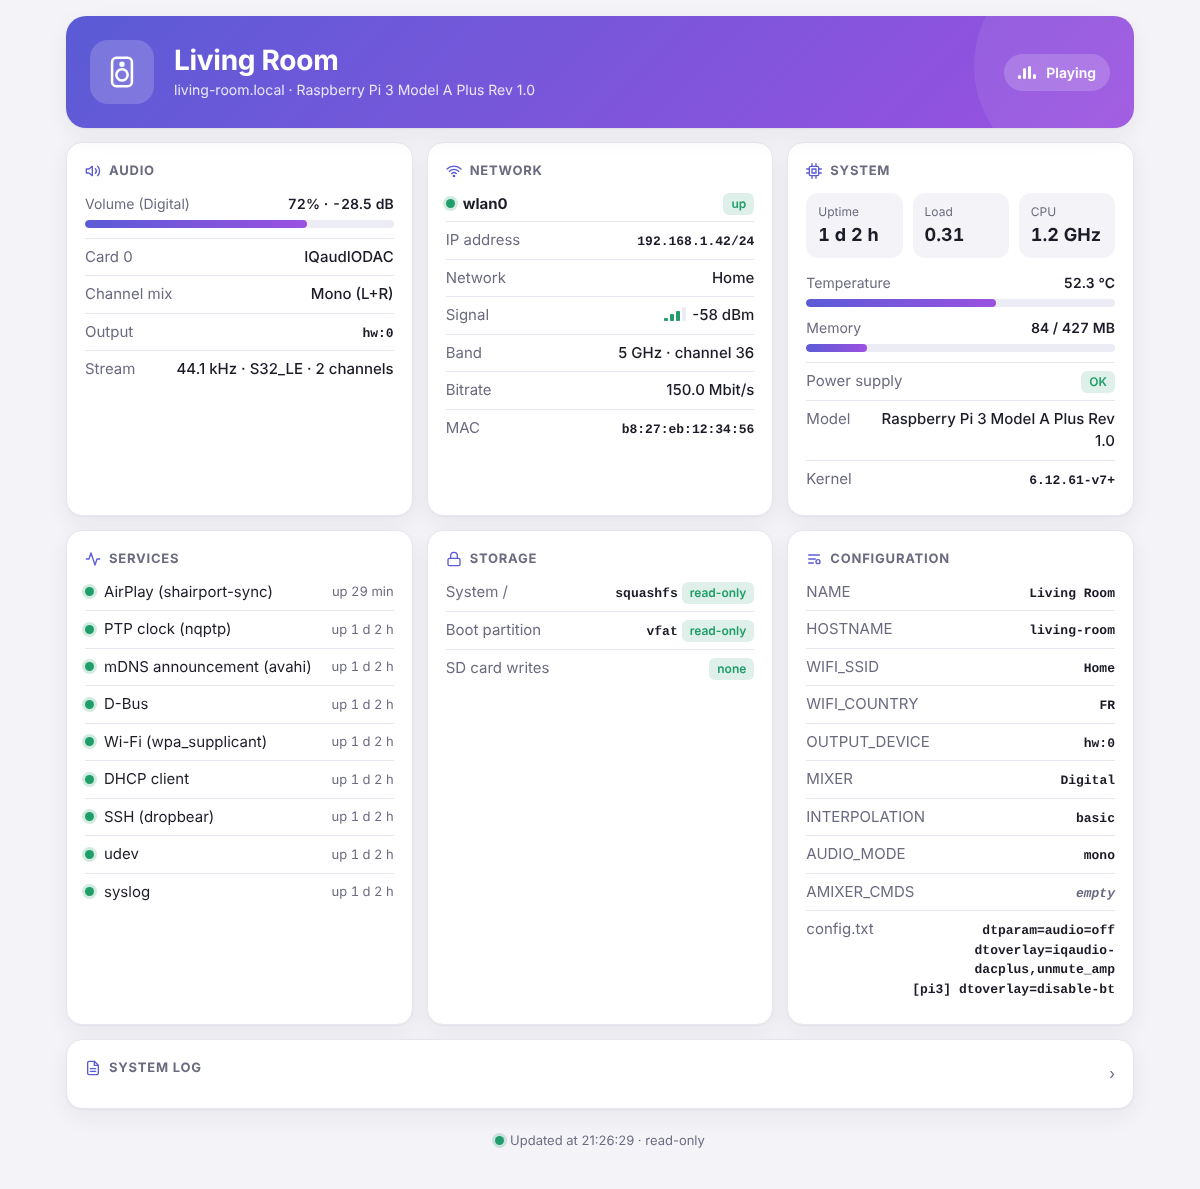 Living Room
living-room.local · Raspberry Pi 3 Model A Plus Rev 1.0
Playing
AUDIO
Volume (Digital) 72% · -28.5 dB
Card 0 IQaudIODAC
Channel mix Mono (L+R)
Output hw:0
Stream 44.1 kHz · S32_LE · 2 channels
NETWORK
wlan0 up
IP address 192.168.1.42/24
Network Home
Signal -58 dBm
Band 5 GHz · channel 36
Bitrate 150.0 Mbit/s
MAC b8:27:eb:12:34:56
SYSTEM
Uptime Load CPU
1 d 2 h 0.31 1.2 GHz
Temperature 52.3 °C
Memory 84 / 427 MB
Power supply OK
Model Raspberry Pi 3 Model A Plus Rev
1.0
Kernel 6.12.61-v7+
SERVICES
AirPlay (shairport-sync) up 29 min
PTP clock (nqptp) up 1 d 2 h
mDNS announcement (avahi) up 1 d 2 h
D-Bus up 1 d 2 h
Wi-Fi (wpa_supplicant) up 1 d 2 h
DHCP client up 1 d 2 h
SSH (dropbear) up 1 d 2 h
udev up 1 d 2 h
syslog up 1 d 2 h
STORAGE
System / squashfs read-only
Boot partition vfat read-only
SD card writes none
CONFIGURATION
NAME Living Room
HOSTNAME living-room
WIFI_SSID Home
WIFI_COUNTRY FR
OUTPUT_DEVICE hw:0
MIXER Digital
INTERPOLATION basic
AUDIO_MODE mono
AMIXER_CMDS empty
config.txt dtparam=audio=off
dtoverlay=iqaudio-
dacplus,unmute_amp
[pi3] dtoverlay=disable-bt
SYSTEM LOG ›
Updated at 21:26:29 · read-only